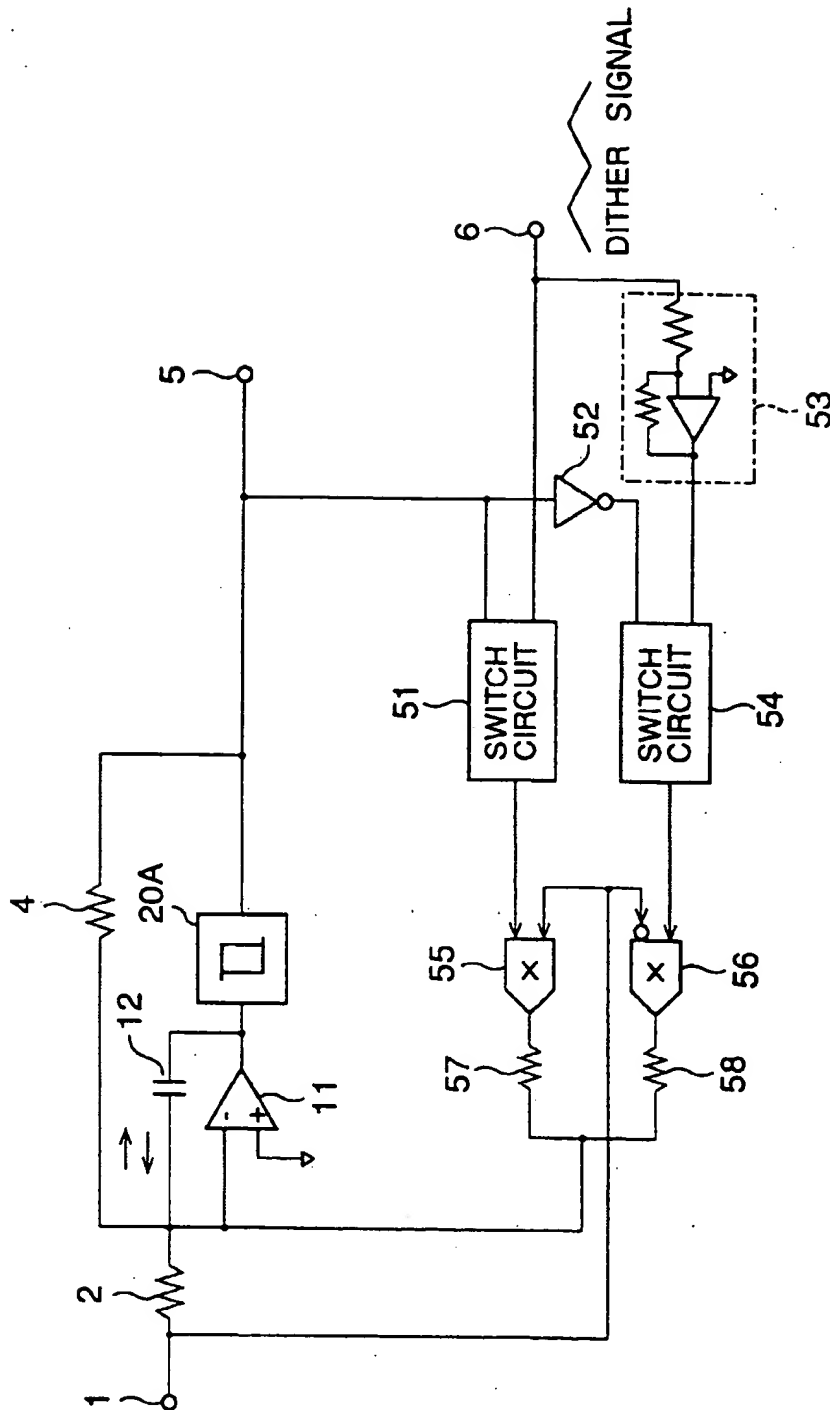 1
2
4
12
11
20A
5
6
DITHER SIGNAL
-
+
51
SWITCH
CIRCUIT
52
53
54
SWITCH
CIRCUIT
55
X
56
X
57
58